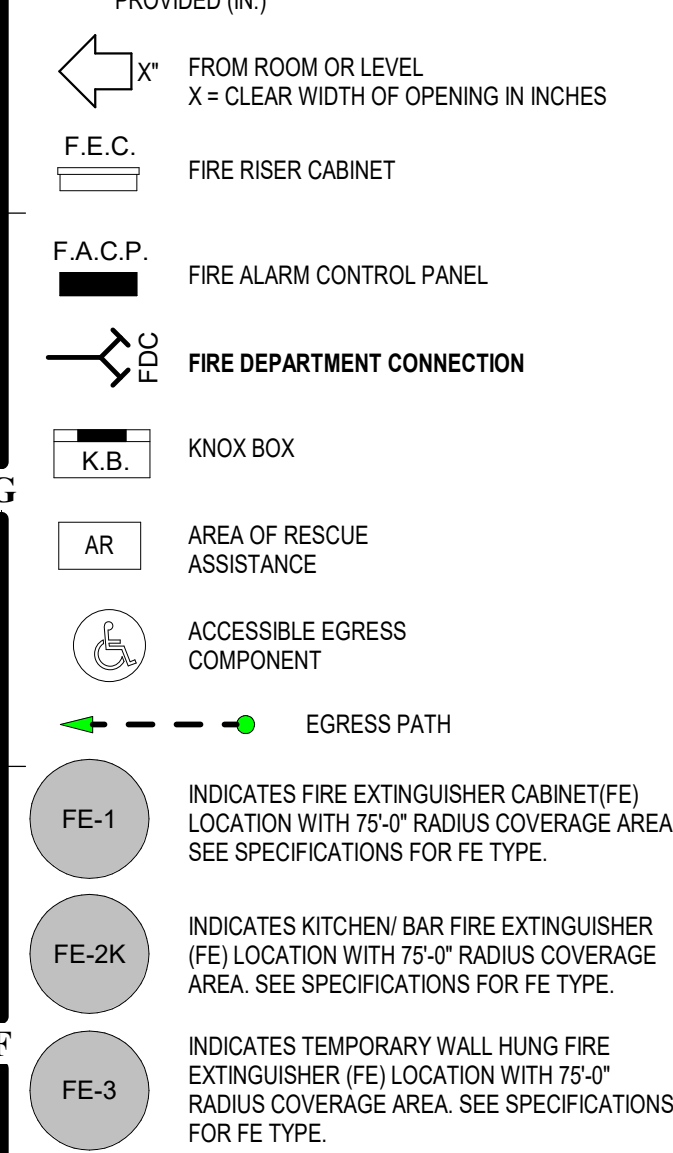 PROVIDED (IN.)
X"
FROM ROOM OR LEVEL
X = CLEAR WIDTH OF OPENING IN INCHES
F.E.C.
FIRE RISER CABINET
F.A.C.P.
FIRE ALARM CONTROL PANEL
FDC
FIRE DEPARTMENT CONNECTION
K.B.
KNOX BOX
G
AR
AREA OF RESCUE
ASSISTANCE
ACCESSIBLE EGRESS
COMPONENT
EGRESS PATH
FE-1
INDICATES FIRE EXTINGUISHER CABINET(FE)
LOCATION WITH 75'-0" RADIUS COVERAGE AREA
SEE SPECIFICATIONS FOR FE TYPE.
FE-2K
INDICATES KITCHEN/ BAR FIRE EXTINGUISHER
(FE) LOCATION WITH 75'-0" RADIUS COVERAGE
AREA. SEE SPECIFICATIONS FOR FE TYPE.
F
FE-3
INDICATES TEMPORARY WALL HUNG FIRE
EXTINGUISHER (FE) LOCATION WITH 75'-0"
RADIUS COVERAGE AREA. SEE SPECIFICATIONS
FOR FE TYPE.